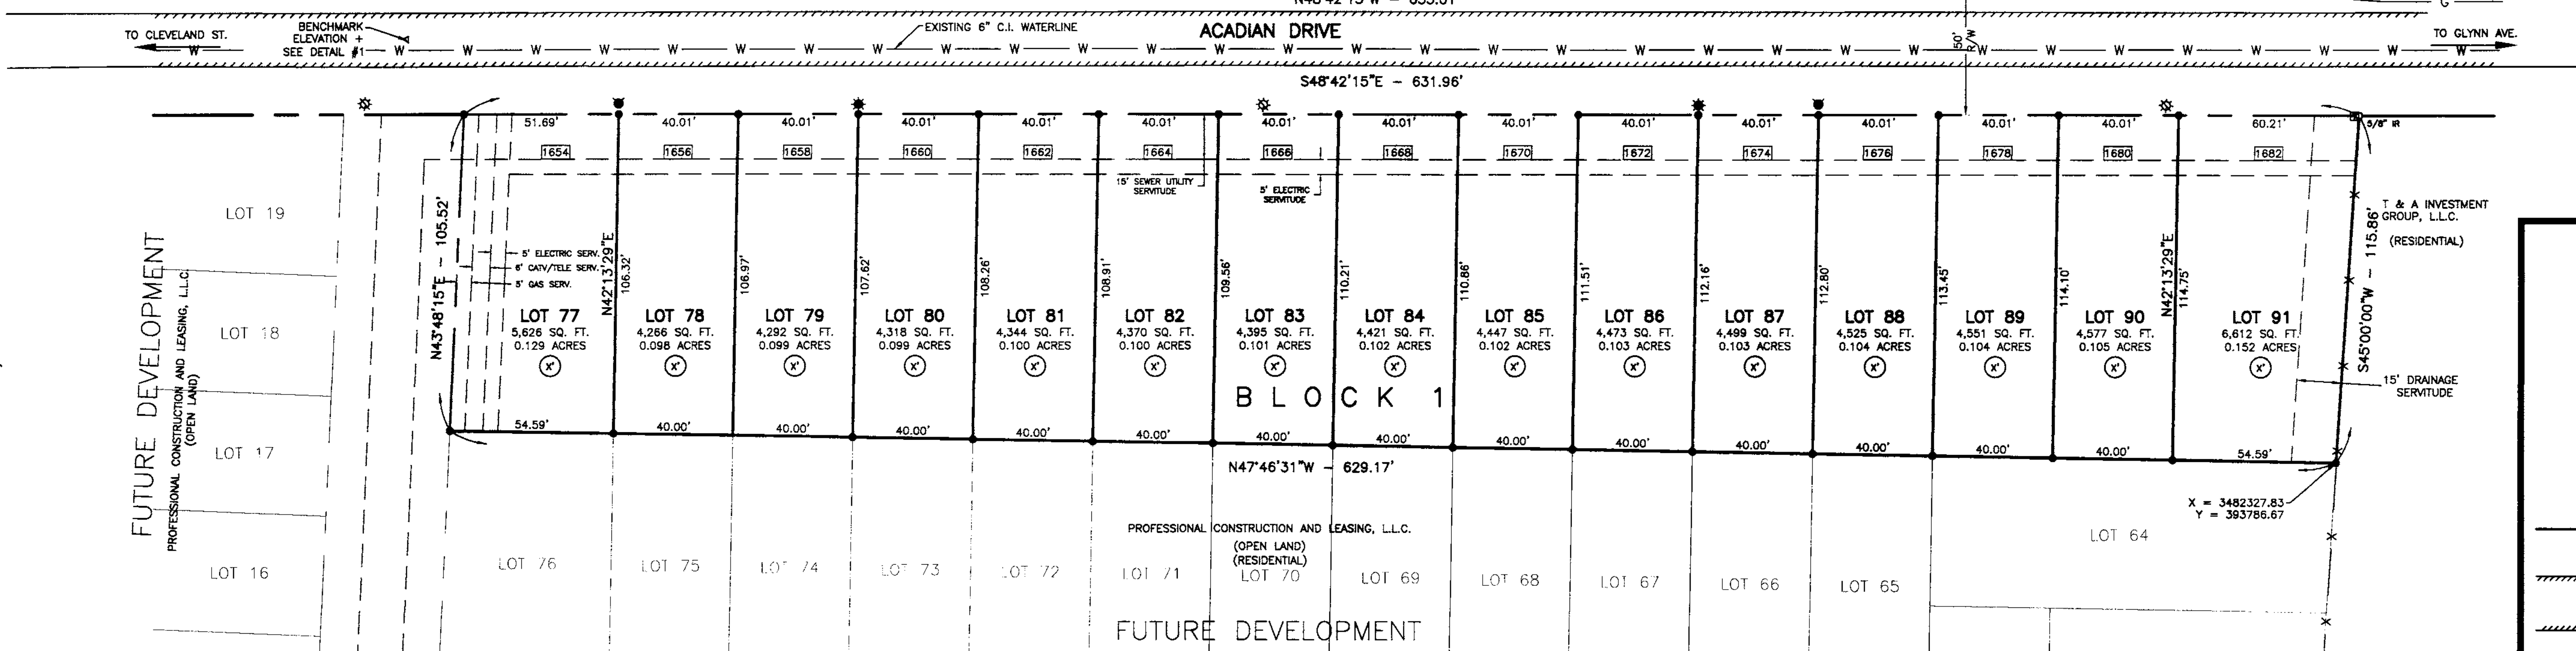 TO CLEVELAND ST.
BENCHMARK
ELEVATION +
SEE DETAIL #1
EXISTING 6" C.I. WATERLINE
ACADIAN DRIVE
50'
R/W
G
TO GLYNN AVE.
W W W W W W W W W W W W W W W W W W W W W W W W W W W W W W W W
S48°42'15"E - 631.96'
51.69'
40.01'
40.01'
40.01'
40.01'
40.01'
40.01'
40.01'
40.01'
40.01'
40.01'
40.01'
40.01'
40.01'
60.21'
5/8" IR
1654
1656
1658
1660
1662
1664
1666
1668
1670
1672
1674
1676
1678
1680
1682
15' SEWER UTILITY
SERVITUDE
5' ELECTRIC
SERVITUDE
T & A INVESTMENT
GROUP, L.L.C.
(RESIDENTIAL)
LOT 19
LOT 18
LOT 17
LOT 16
FUTURE DEVELOPMENT
PROFESSIONAL CONSTRUCTION AND LEASING, L.L.C.
(OPEN LAND)
N43°48'15"E - 105.52'
5' ELECTRIC SERV.
6' CATV/TELE SERV.
5' GAS SERV.
N42°13'29"E
106.32'
106.97'
107.62'
108.26'
108.91'
109.56'
110.21'
110.86'
111.51'
112.16'
112.80'
113.45'
114.10'
N42°13'29"E
114.75'
S45°00'00"W - 115.86'
LOT 77
5,626 SQ. FT.
0.129 ACRES
X'
LOT 78
4,266 SQ. FT.
0.098 ACRES
X'
LOT 79
4,292 SQ. FT.
0.099 ACRES
X'
LOT 80
4,318 SQ. FT.
0.099 ACRES
X'
LOT 81
4,344 SQ. FT.
0.100 ACRES
X'
LOT 82
4,370 SQ. FT.
0.100 ACRES
X'
LOT 83
4,395 SQ. FT.
0.101 ACRES
X'
LOT 84
4,421 SQ. FT.
0.102 ACRES
X'
LOT 85
4,447 SQ. FT.
0.102 ACRES
X'
LOT 86
4,473 SQ. FT.
0.103 ACRES
X'
LOT 87
4,499 SQ. FT.
0.103 ACRES
X'
LOT 88
4,525 SQ. FT.
0.104 ACRES
X'
LOT 89
4,551 SQ. FT.
0.104 ACRES
X'
LOT 90
4,577 SQ. FT.
0.105 ACRES
X'
LOT 91
6,612 SQ. FT.
0.152 ACRES
X'
15' DRAINAGE
SERVITUDE
BLOCK 1
54.59'
40.00'
40.00'
40.00'
40.00'
40.00'
40.00'
40.00'
40.00'
40.00'
40.00'
40.00'
40.00'
40.00'
54.59'
N47°46'31"W - 629.17'
X = 3482327.83
Y = 393786.67
PROFESSIONAL CONSTRUCTION AND LEASING, L.L.C.
(OPEN LAND)
(RESIDENTIAL)
LOT 76
LOT 75
LOT 74
LOT 73
LOT 72
LOT 71
LOT 70
LOT 69
LOT 68
LOT 67
LOT 66
LOT 65
LOT 64
FUTURE DEVELOPMENT